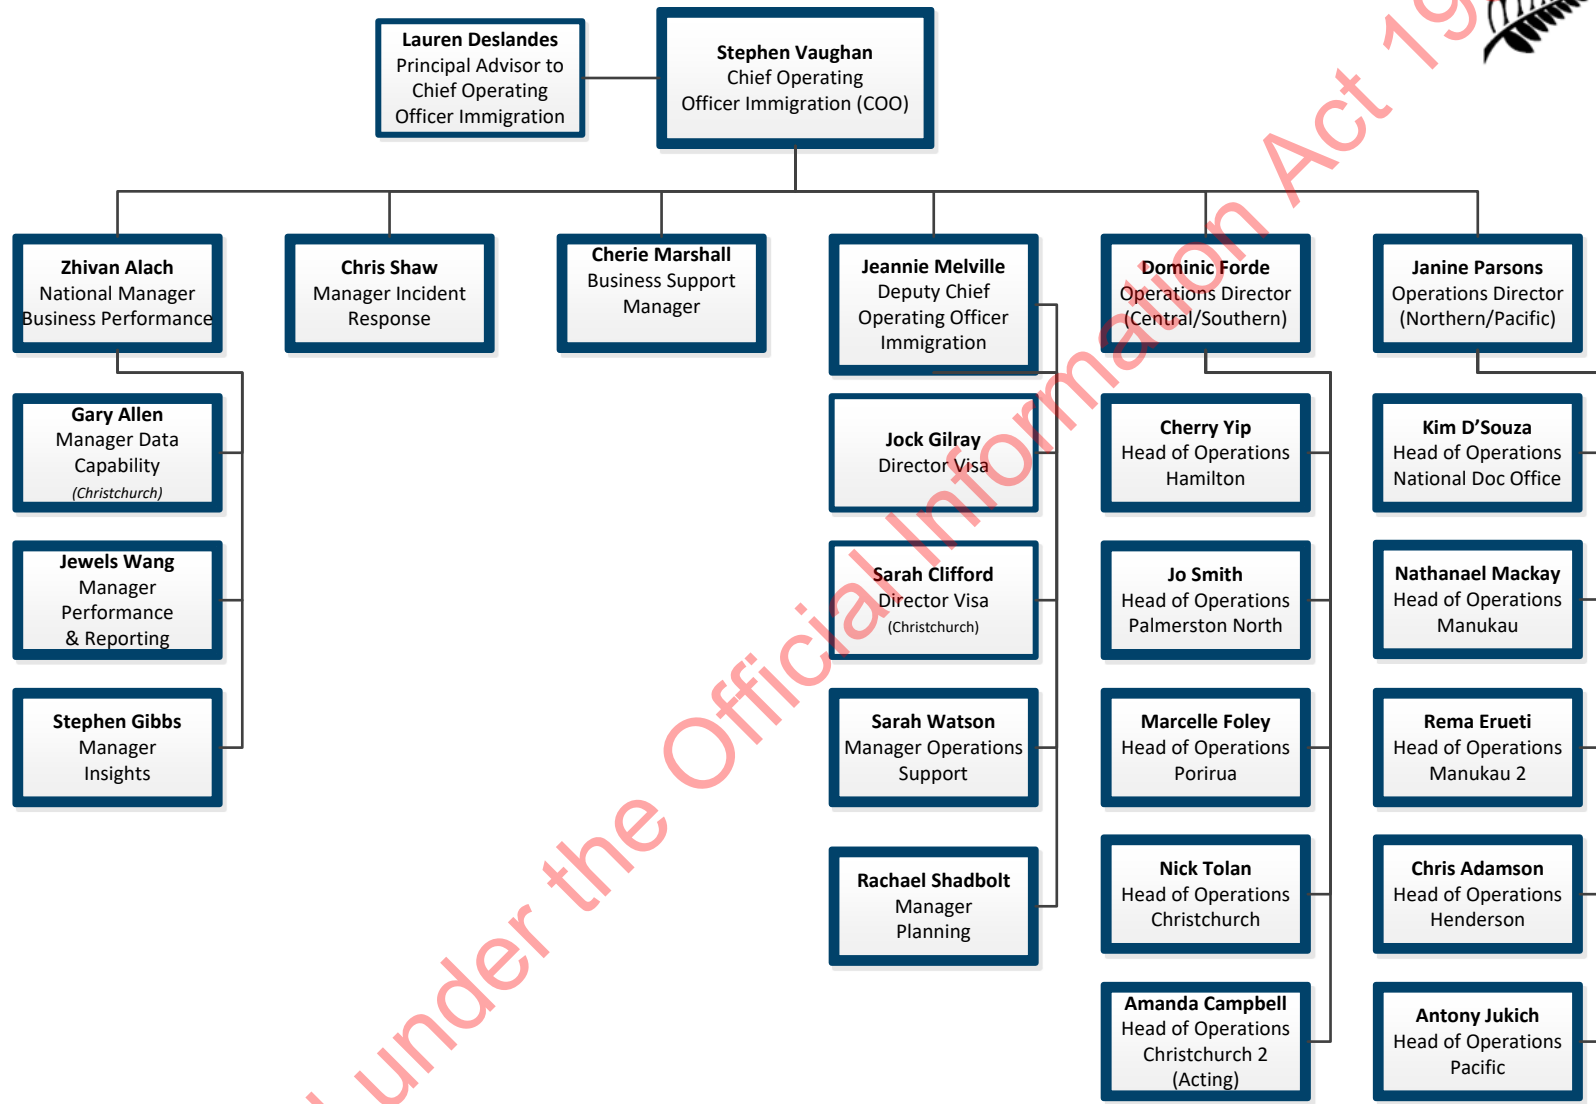 Lauren Deslandes
Principal Advisor to
Chief Operating
Officer Immigration
Stephen Vaughan
Chief Operating
Officer Immigration (COO)
Zhivan Alach
National Manager
Business Performance
Chris Shaw
Manager Incident
Response
Cherie Marshall
Business Support
Manager
Jeannie Melville
Deputy Chief
Operating Officer
Immigration
Dominic Forde
Operations Director
(Central/Southern)
Janine Parsons
Operations Director
(Northern/Pacific)
Gary Allen
Manager Data
Capability
(Christchurch)
Jewels Wang
Manager
Performance
& Reporting
Stephen Gibbs
Manager
Insights
Jock Gilray
Director Visa
Sarah Clifford
Director Visa
(Christchurch)
Sarah Watson
Manager Operations
Support
Rachael Shadbolt
Manager
Planning
Cherry Yip
Head of Operations
Hamilton
Jo Smith
Head of Operations
Palmerston North
Marcelle Foley
Head of Operations
Porirua
Nick Tolan
Head of Operations
Christchurch
Amanda Campbell
Head of Operations
Christchurch 2
(Acting)
Kim D'Souza
Head of Operations
National Doc Office
Nathanael Mackay
Head of Operations
Manukau
Rema Erueti
Head of Operations
Manukau 2
Chris Adamson
Head of Operations
Henderson
Antony Jukich
Head of Operations
Pacific
under the Official Information Act